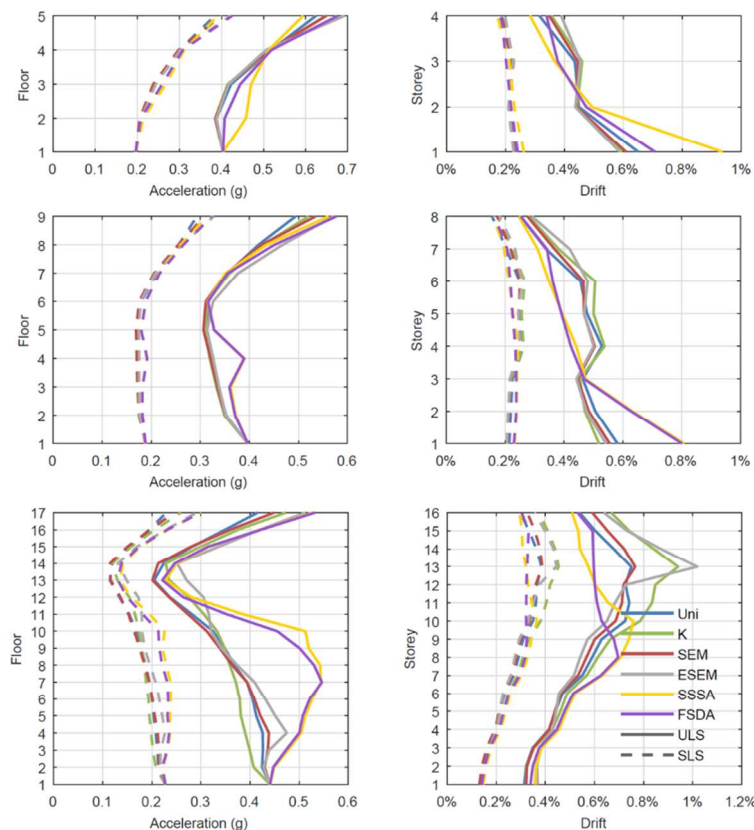 5
4
3
2
1
Floor
0 0.1 0.2 0.3 0.4 0.5 0.6 0.7
Acceleration (g)
4
3
2
1
Storey
0% 0.2% 0.4% 0.6% 0.8% 1%
Drift
9
8
7
6
5
4
3
2
1
Floor
0 0.1 0.2 0.3 0.4 0.5 0.6
Acceleration (g)
8
7
6
5
4
3
2
1
Storey
0% 0.2% 0.4% 0.6% 0.8% 1%
Drift
17
16
15
14
13
12
11
10
9
8
7
6
5
4
3
2
1
Floor
0 0.1 0.2 0.3 0.4 0.5 0.6
Acceleration (g)
16
15
14
13
12
11
10
9
8
7
6
5
4
3
2
1
Storey
Uni
K
SEM
ESEM
SSSA
FSDA
ULS
SLS
0% 0.2% 0.4% 0.6% 0.8% 1% 1.2%
Drift